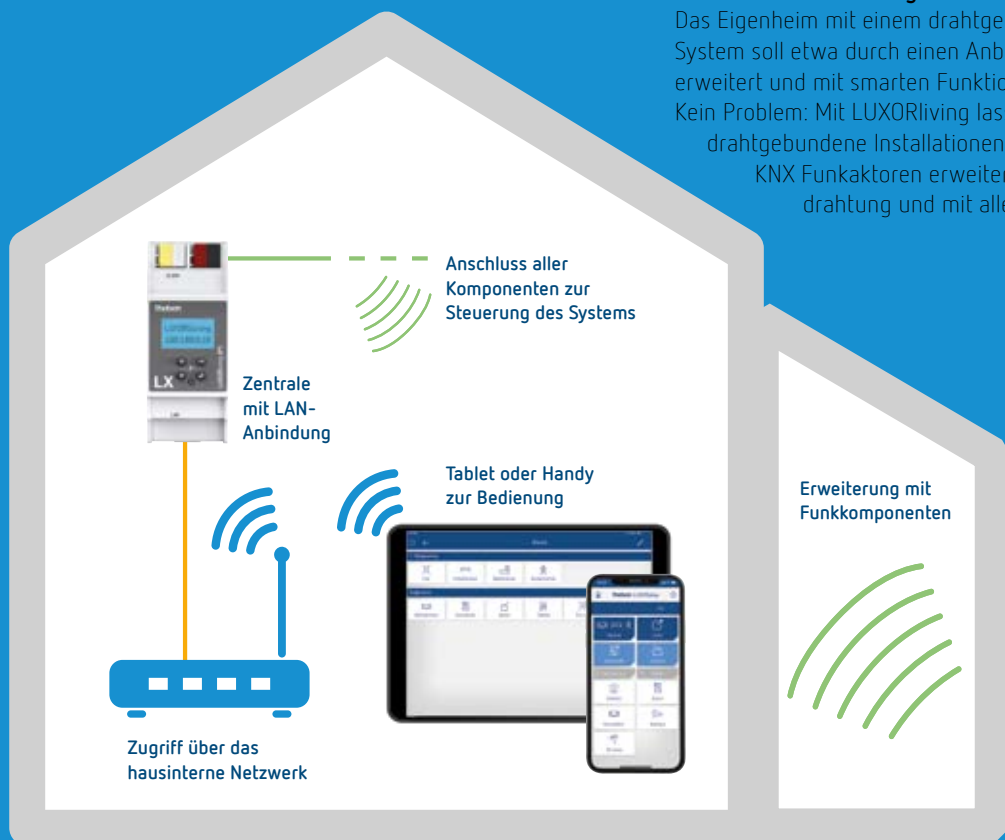 Das Eigenheim mit einem drahtge
System soll etwa durch einen Anb
erweitert und mit smarten Funktio
Kein Problem: Mit LUXORliving las
drahtgebundene Installationen
KNX Funkaktoren erweiter
drahtung und mit alle
Anschluss aller
Komponenten zur
Steuerung des Systems
LX
Zentrale
mit LAN-
Anbindung
Tablet oder Handy
zur Bedienung
Erweiterung mit
Funkkomponenten
Zugriff über das
hausinterne Netzwerk